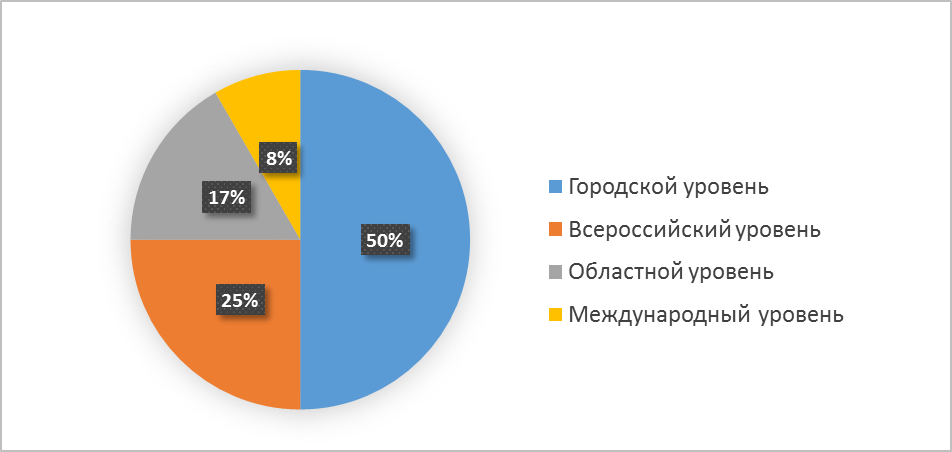 8%
17%
50%
25%
Городской уровень
Всероссийский уровень
Областной уровень
Международный уровень